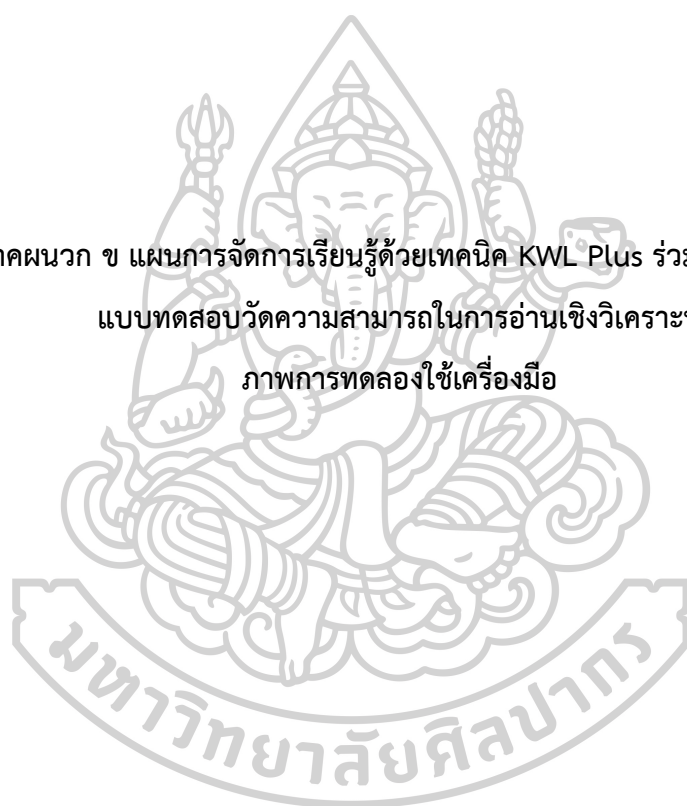 าคผนวก ข แผนการจัดการเรียนรู้ด้วยเทคนิค KWL Plus ร่วม
แบบทดสอบวัดความสามารถในการอ่านเชิงวิเคราะห
ภาพการทดลองใช้เครื่องมือ
มหาวิทยาลัยศิลปากร